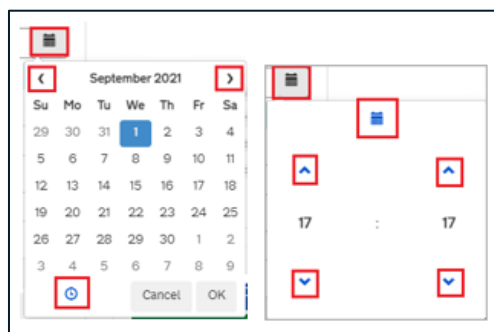 September 2021
Su Mo Tu We Th Fr Sa
29 30 31 1 2 3 4
5 6 7 8 9 10 11
12 13 14 15 16 17 18
19 20 21 22 23 24 25
26 27 28 29 30 1 2
3 4 5 6 7 8 9
Cancel OK
17 : 17